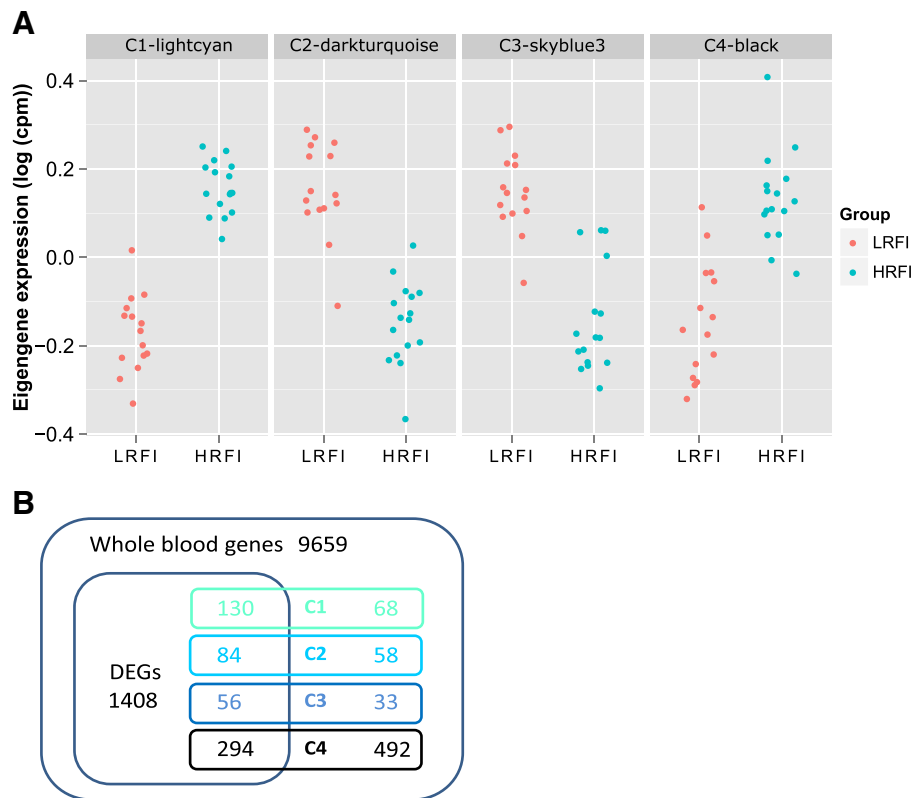 A
C1-lightcyan C2-darkturquoise C3-skyblue3 C4-black
Eigengene expression (log (cpm))
0.4
0.2
0.0
−0.2
−0.4
LRFI HRFI LRFI HRFI LRFI HRFI LRFI HRFI
Group
LRFI
HRFI
B
Whole blood genes 9659
130 C1 68
84 C2 58
DEGs
1408
56 C3 33
294 C4 492